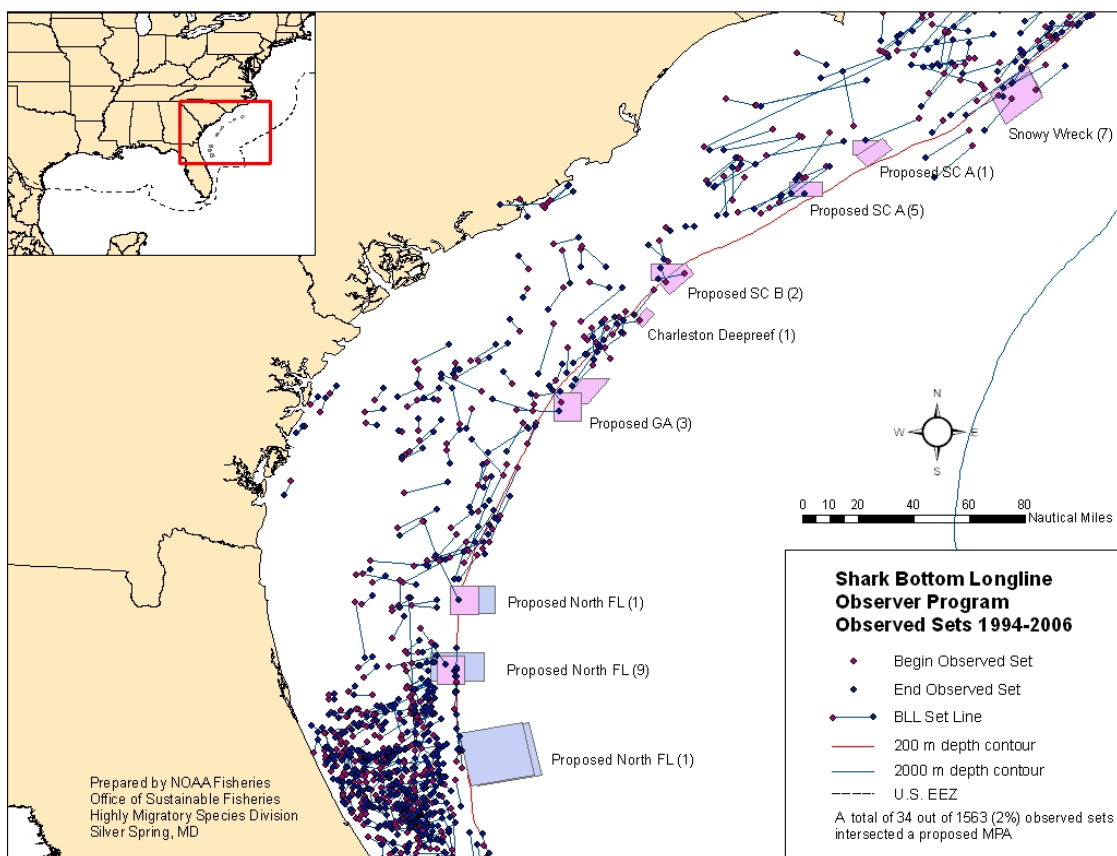 Snowy Wreck (7)
Proposed SC A (1)
Proposed SC A (5)
Proposed SC B (2)
Charleston Deepreef (1)
Proposed GA (3)
N
W E
S
0 10 20 40 60 80
Nautical Miles
Proposed North FL (1)
Proposed North FL (9)
Proposed North FL (1)
Prepared by NOAA Fisheries
Office of Sustainable Fisheries
Highly Migratory Species Division
Silver Spring, MD
Shark Bottom Longline
Observer Program
Observed Sets 1994-2006
Begin Observed Set
End Observed Set
BLL Set Line
200 m depth contour
2000 m depth contour
U.S. EEZ
A total of 34 out of 1563 (2%) observed sets
intersected a proposed MPA